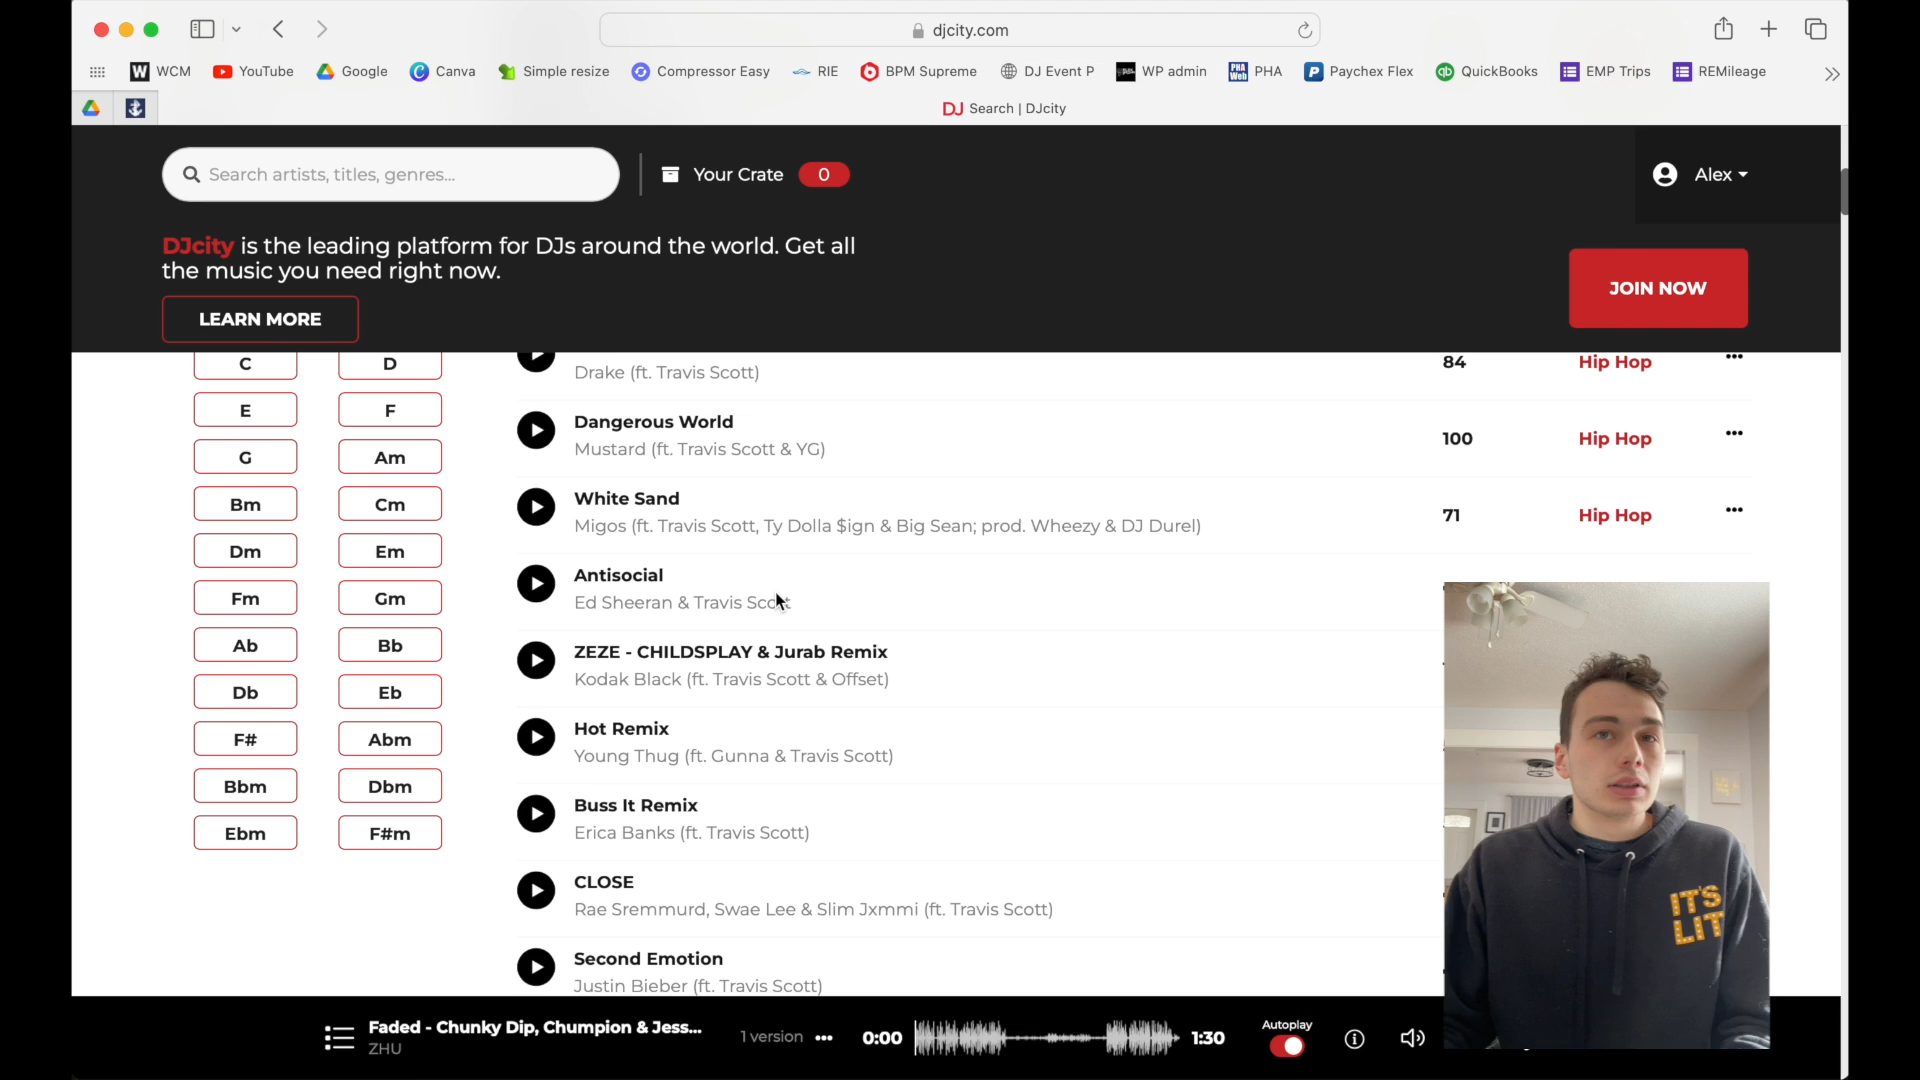 djcity.com
WCM
YouTube
Google
Canva
Simple resize
Compressor Easy
RIE
BPM Supreme
DJ Event P
WP admin
PHA
Paychex Flex
QuickBooks
EMP Trips
REMileage
DJ Search | DJcity
Search artists, titles, genres...
Your Crate 0
Alex
DJcity is the leading platform for DJs around the world. Get all
the music you need right now.
LEARN MORE
JOIN NOW
C D
E F
G Am
Bm Cm
Dm Em
Fm Gm
Ab Bb
Db Eb
F# Abm
Bbm Dbm
Ebm F#m
Drake (ft. Travis Scott)
84 Hip Hop
Dangerous World
Mustard (ft. Travis Scott & YG)
100 Hip Hop
White Sand
Migos (ft. Travis Scott, Ty Dolla $ign & Big Sean; prod. Wheezy & DJ Durel)
71 Hip Hop
Antisocial
Ed Sheeran & Travis Scott
ZEZE - CHILDSPLAY & Jurab Remix
Kodak Black (ft. Travis Scott & Offset)
Hot Remix
Young Thug (ft. Gunna & Travis Scott)
Buss It Remix
Erica Banks (ft. Travis Scott)
CLOSE
Rae Sremmurd, Swae Lee & Slim Jxmmi (ft. Travis Scott)
Second Emotion
Justin Bieber (ft. Travis Scott)
IT'S
LIT
Faded - Chunky Dip, Chumpion & Jess...
ZHU
1 version
0:00
1:30
Autoplay